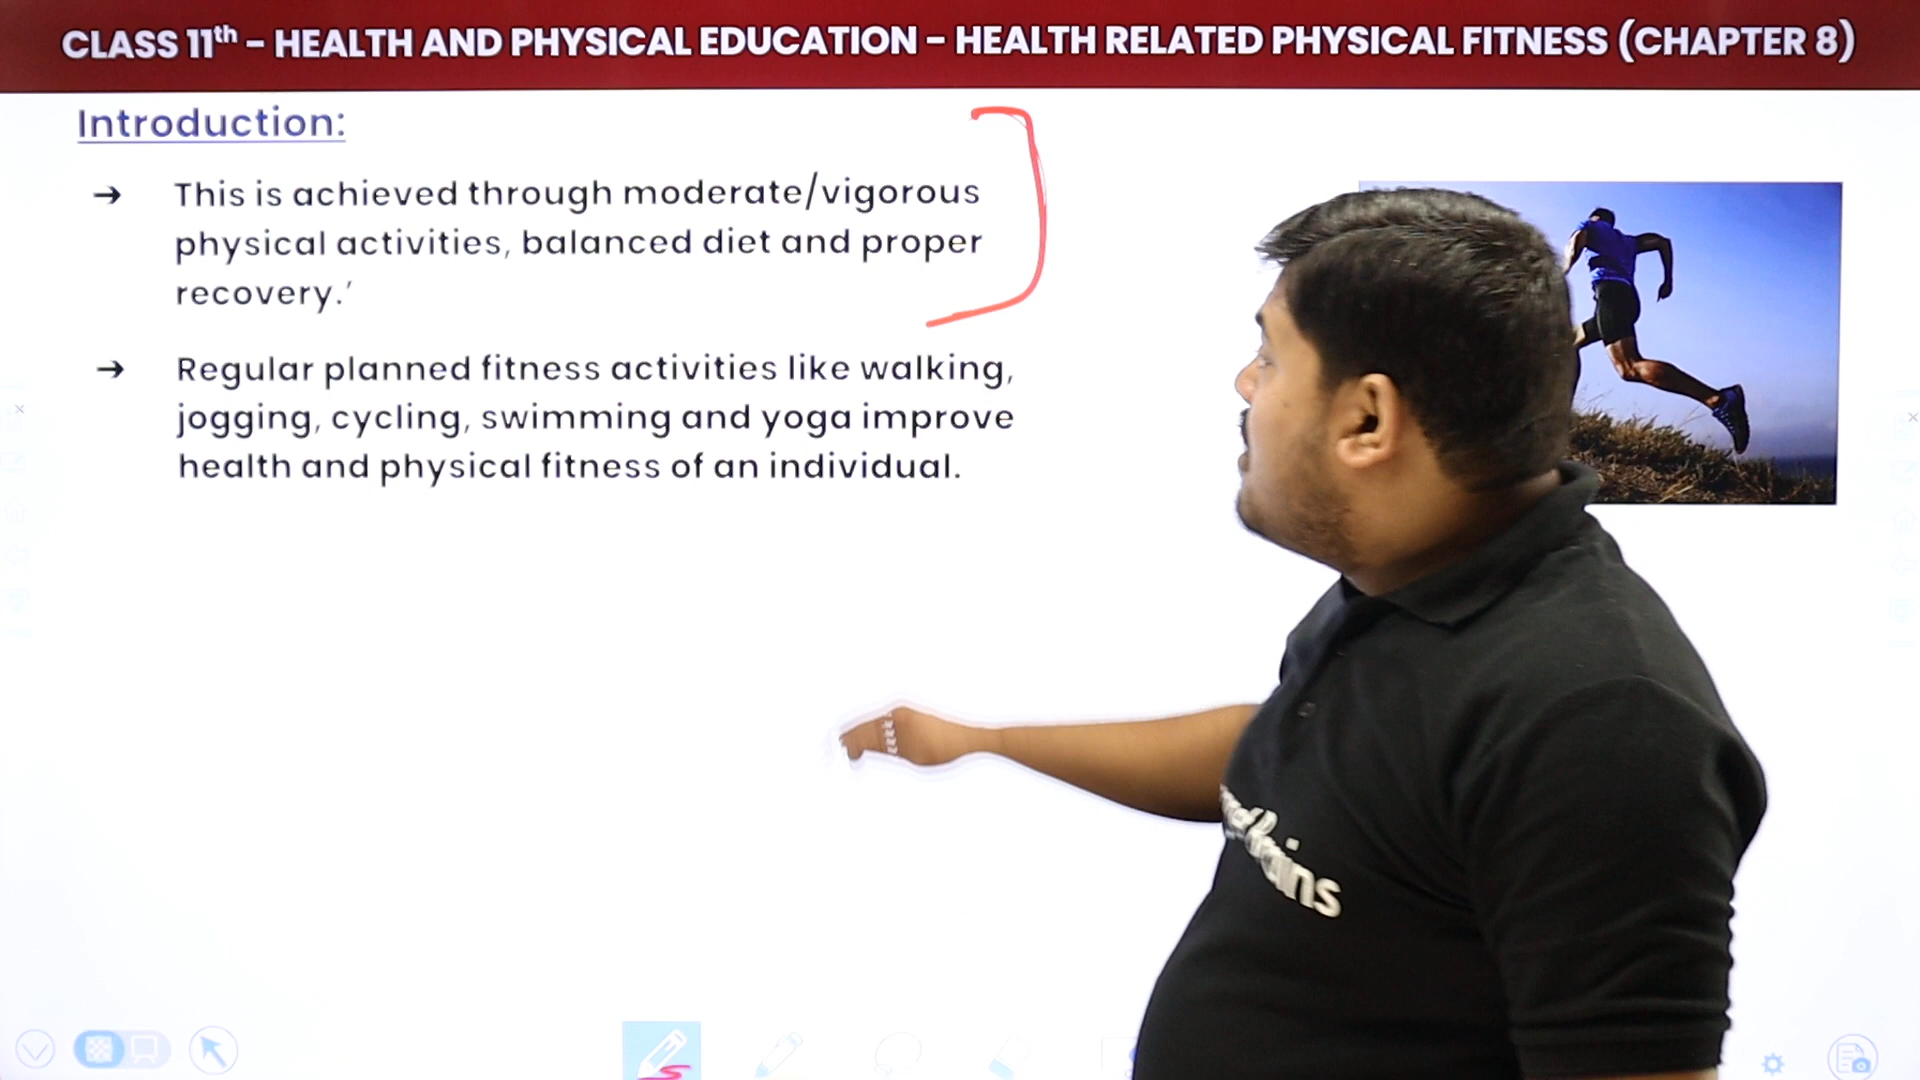 CLASS 11th – HEALTH AND PHYSICAL EDUCATION – HEALTH RELATED PHYSICAL FITNESS (CHAPTER 8)
Introduction:
→ This is achieved through moderate/vigorous
physical activities, balanced diet and proper
recovery.’
→ Regular planned fitness activities like walking,
jogging, cycling, swimming and yoga improve
health and physical fitness of an individual.